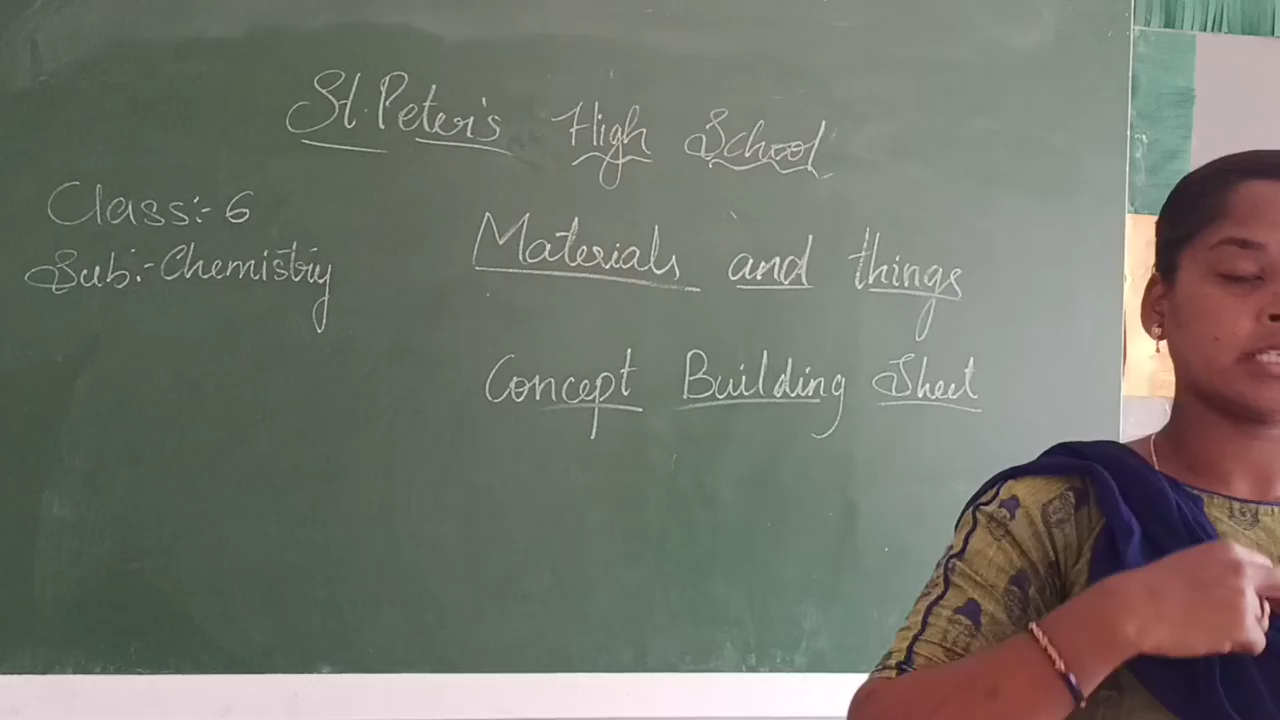 St. Peter's High School
Class:- 6
Sub:- Chemistry
Materials and things
Concept Building Sheet